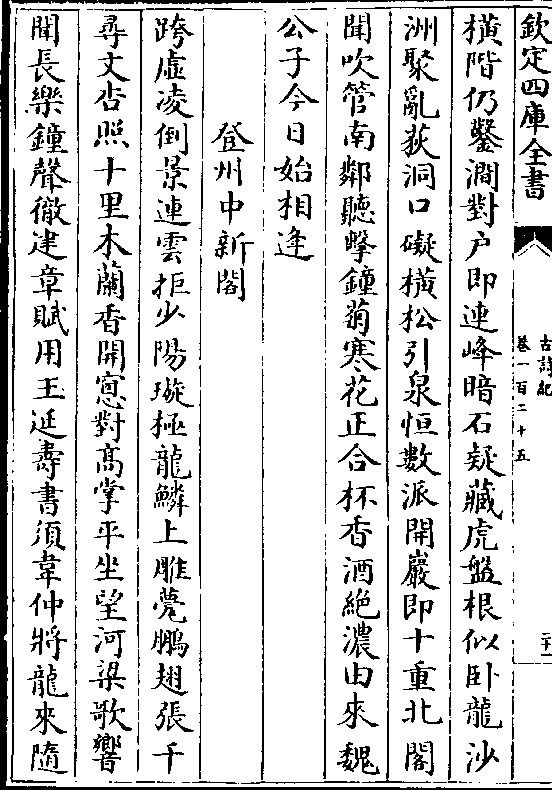 欽定四庫全書
古詩紀
卷一百二十五
橫階仍鑿澗對户即連峰暗石疑藏虎盤根似卧龍沙
洲聚亂荻洞口礙橫松引泉恒數派開巖即十重北閣
聞吹管南鄰聽擊鐘菊寒花正合杯香酒絶濃由來魏
公子今日始相逢
登州中新閣
跨虛凌倒景連雲拒少陽璇極龍鱗上雕甍鵬翅張千
尋文杏照十里木蘭香開窻對髙掌平坐望河梁歌響
聞長樂鐘聲徹建章賦用王延壽書須韋仲將龍來隨